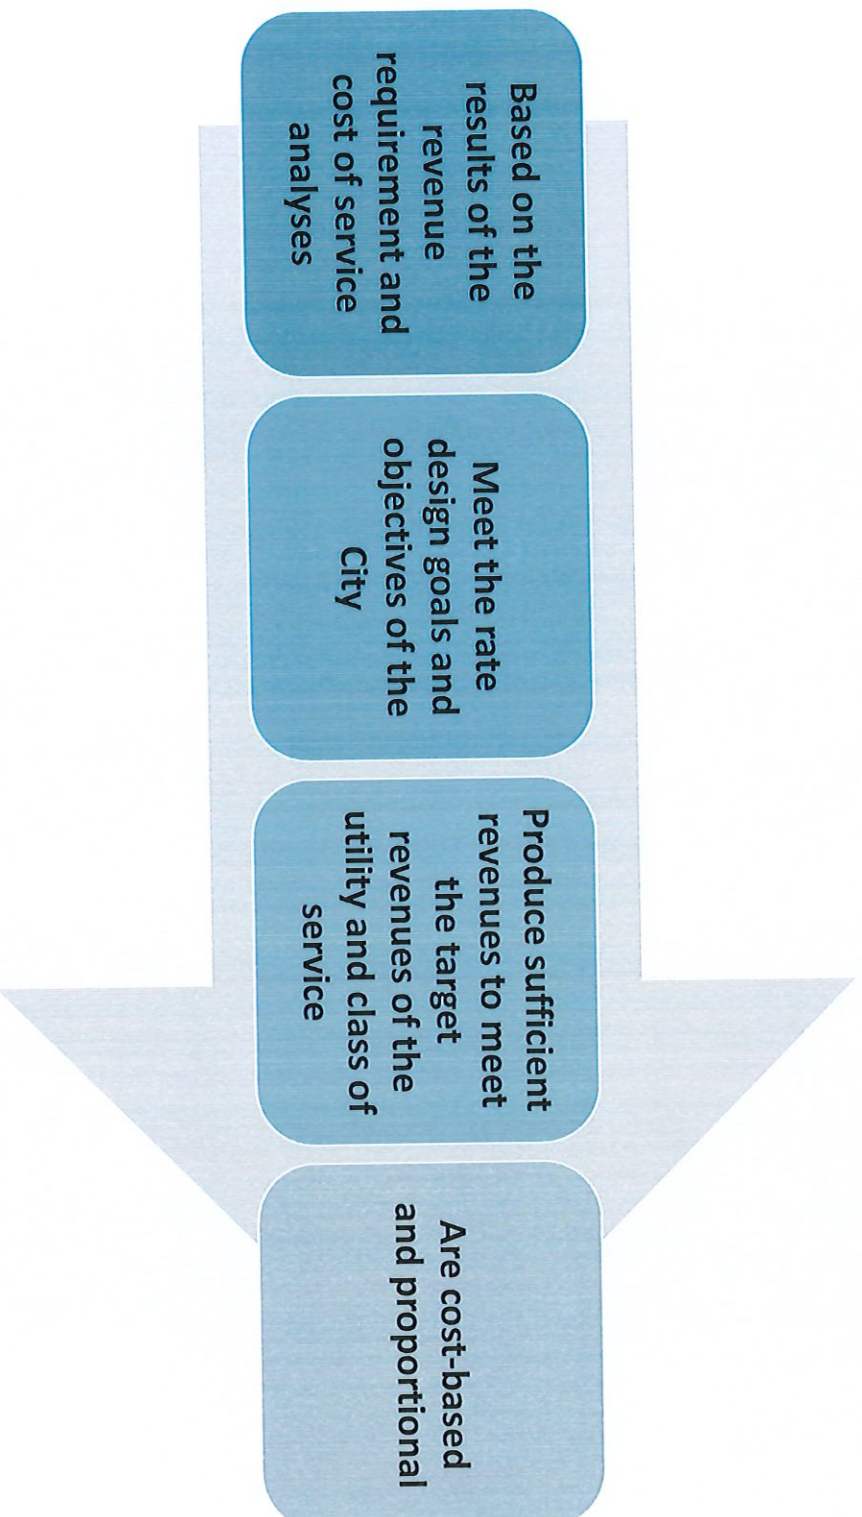 Based on the
results of the
revenue
requirement and
cost of service
analyses
Meet the rate
design goals and
objectives of the
City
Produce sufficient
revenues to meet
the target
revenues of the
utility and class of
service
Are cost-based
and proportional